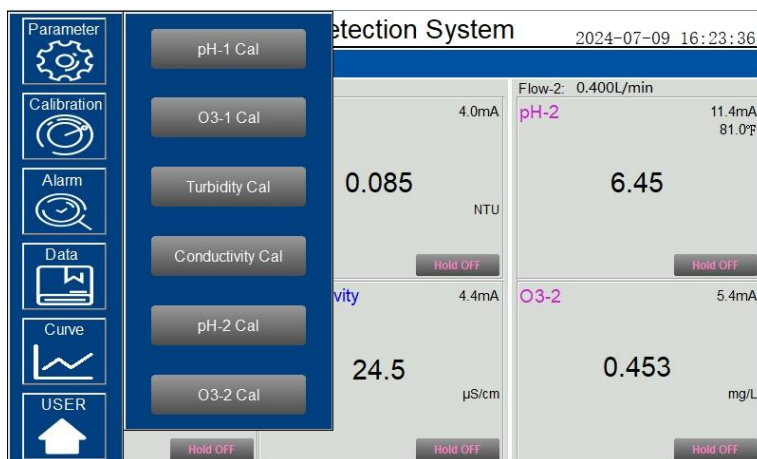 Parameter
Calibration
Alarm
Data
Curve
USER
pH-1 Cal
O3-1 Cal
Turbidity Cal
Conductivity Cal
pH-2 Cal
O3-2 Cal
etection System
2024-07-09 16:23:36
Flow-2: 0.400L/min
4.0mA
0.085
NTU
Hold OFF
pH-2
11.4mA
81.0℉
6.45
Hold OFF
Hold OFF
vity
4.4mA
24.5
µS/cm
Hold OFF
O3-2
5.4mA
0.453
mg/L
Hold OFF